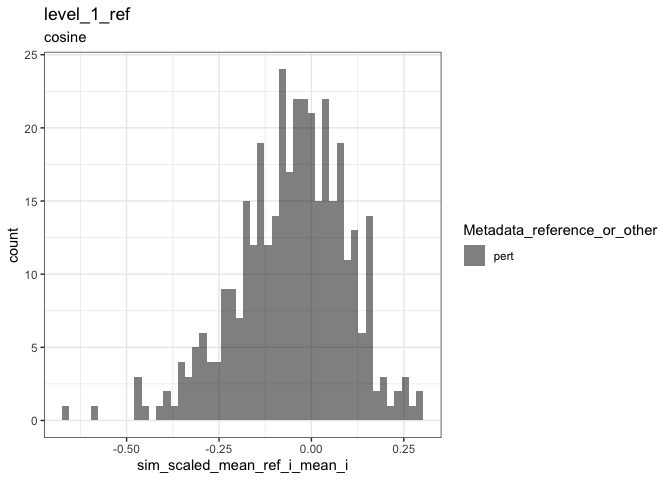 level_1_ref
cosine
25
20
15
10
5
0
count
-0.50
-0.25
0.00
0.25
sim_scaled_mean_ref_i_mean_i
Metadata_reference_or_other
pert